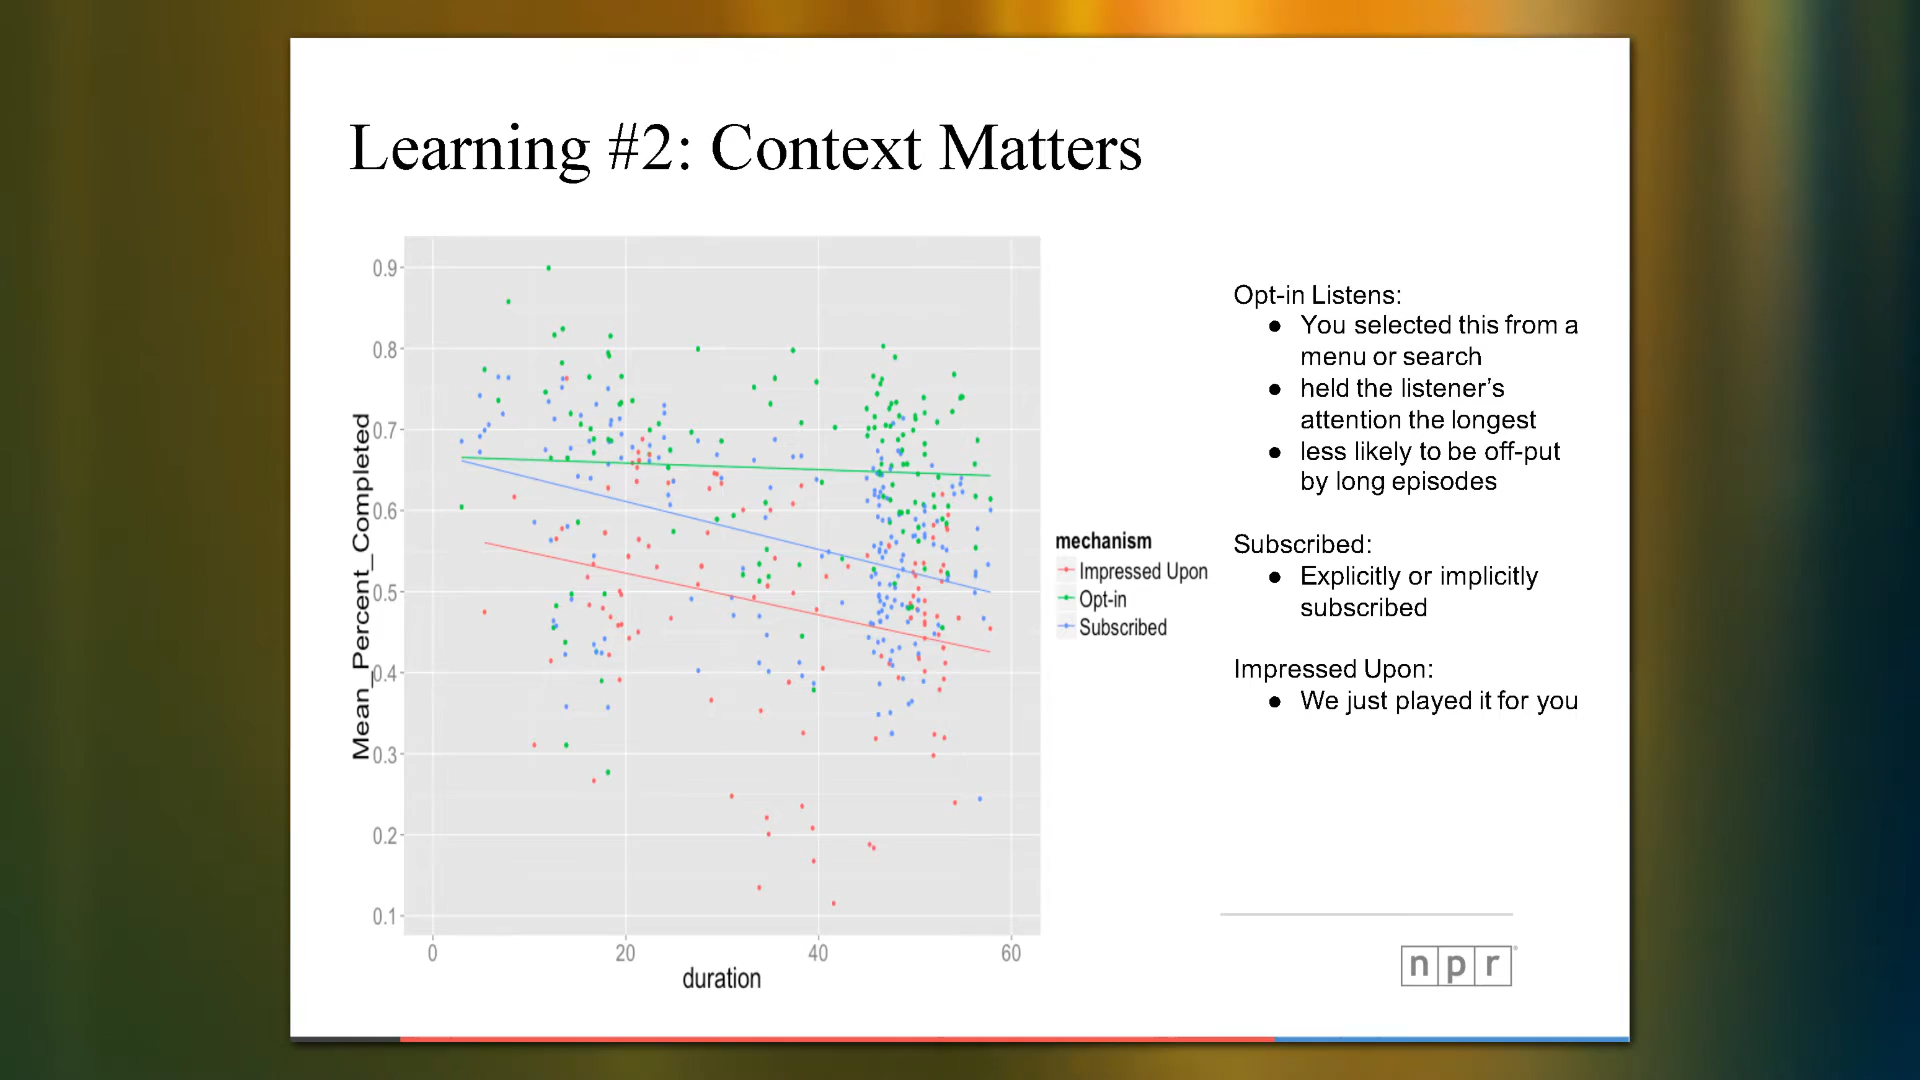 Learning #2: Context Matters
Mean_Percent_Completed
0.9
0.8
0.7
0.6
0.5
0.4
0.3
0.2
0.1
0 20 40 60
duration
mechanism
Impressed Upon
Opt-in
Subscribed
Opt-in Listens:
● You selected this from a
menu or search
● held the listener’s
attention the longest
● less likely to be off-put
by long episodes
Subscribed:
● Explicitly or implicitly
subscribed
Impressed Upon:
● We just played it for you
npr®